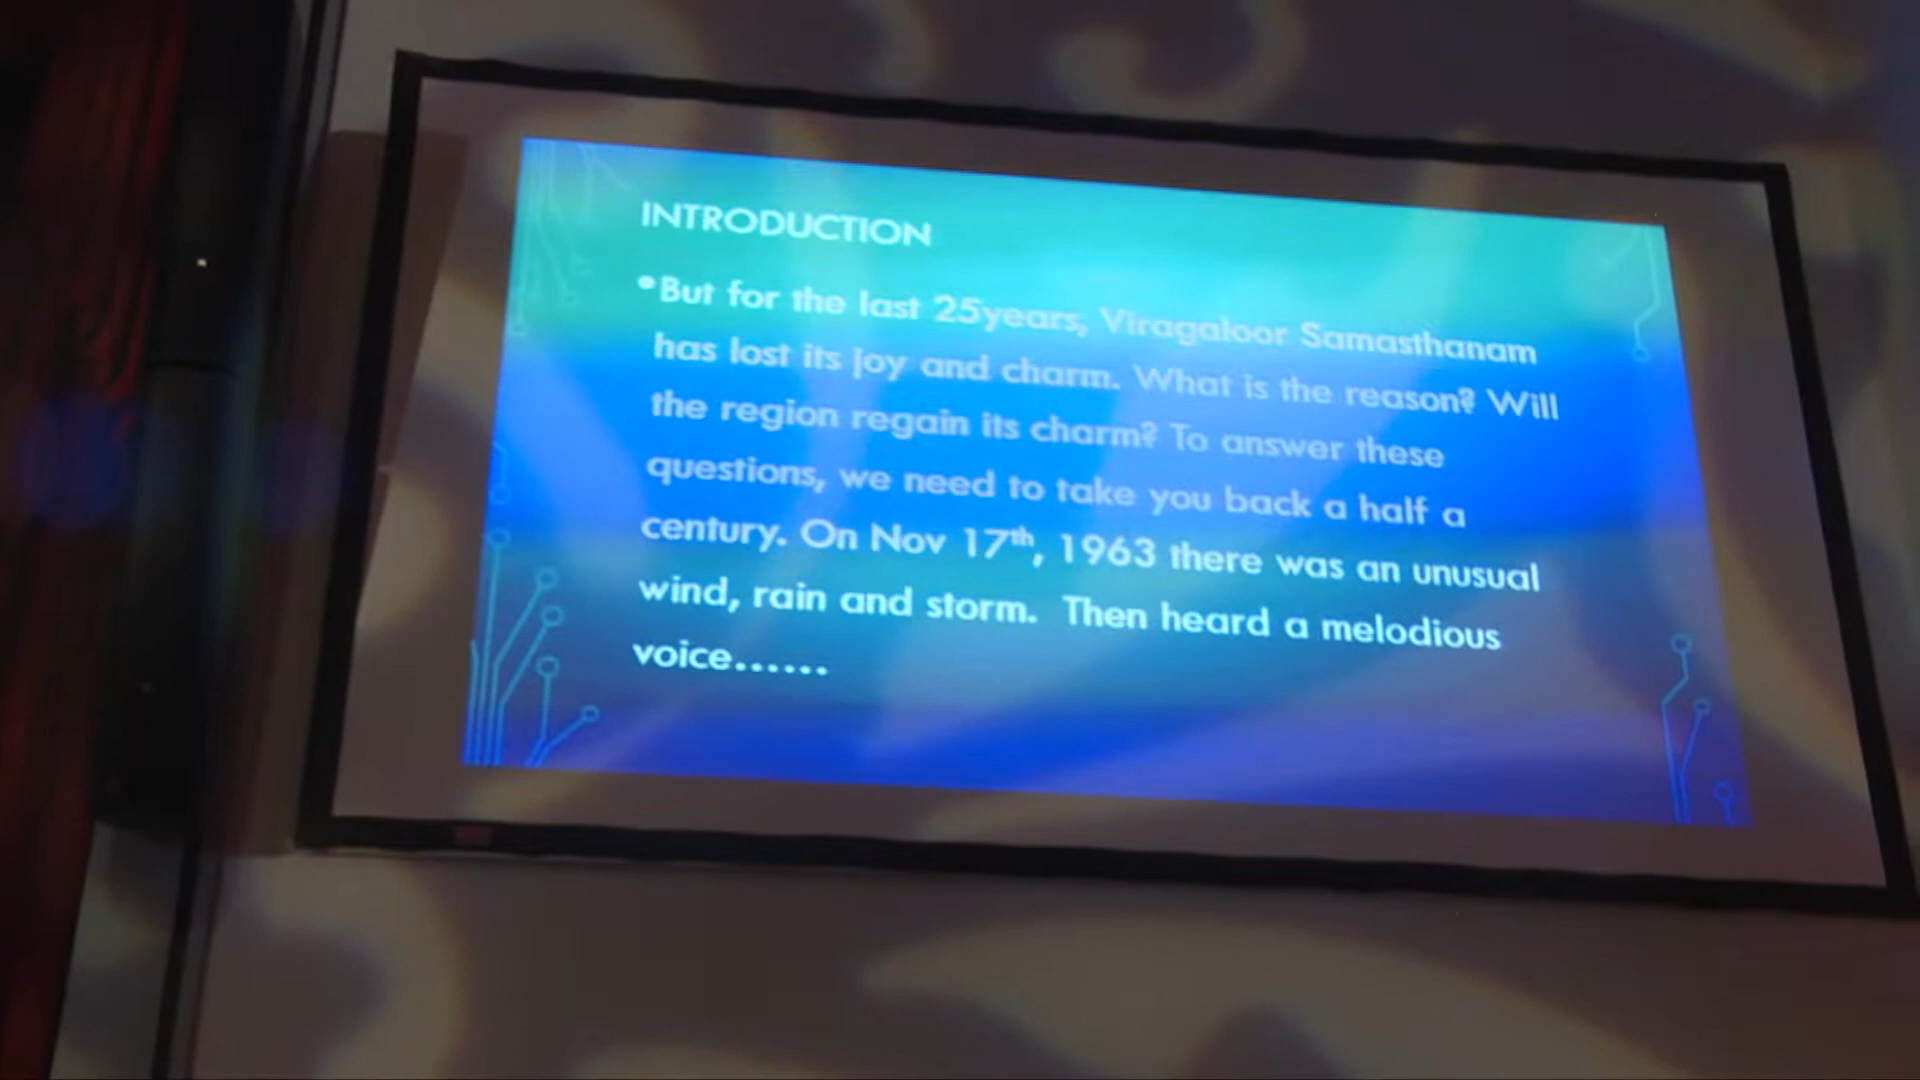 INTRODUCTION
•But for the last 25years, Viragaloor Samasthanam
has lost its joy and charm. What is the reason? Will
the region regain its charm? To answer these
questions, we need to take you back a half a
century. On Nov 17th, 1963 there was an unusual
wind, rain and storm.  Then heard a melodious
voice......